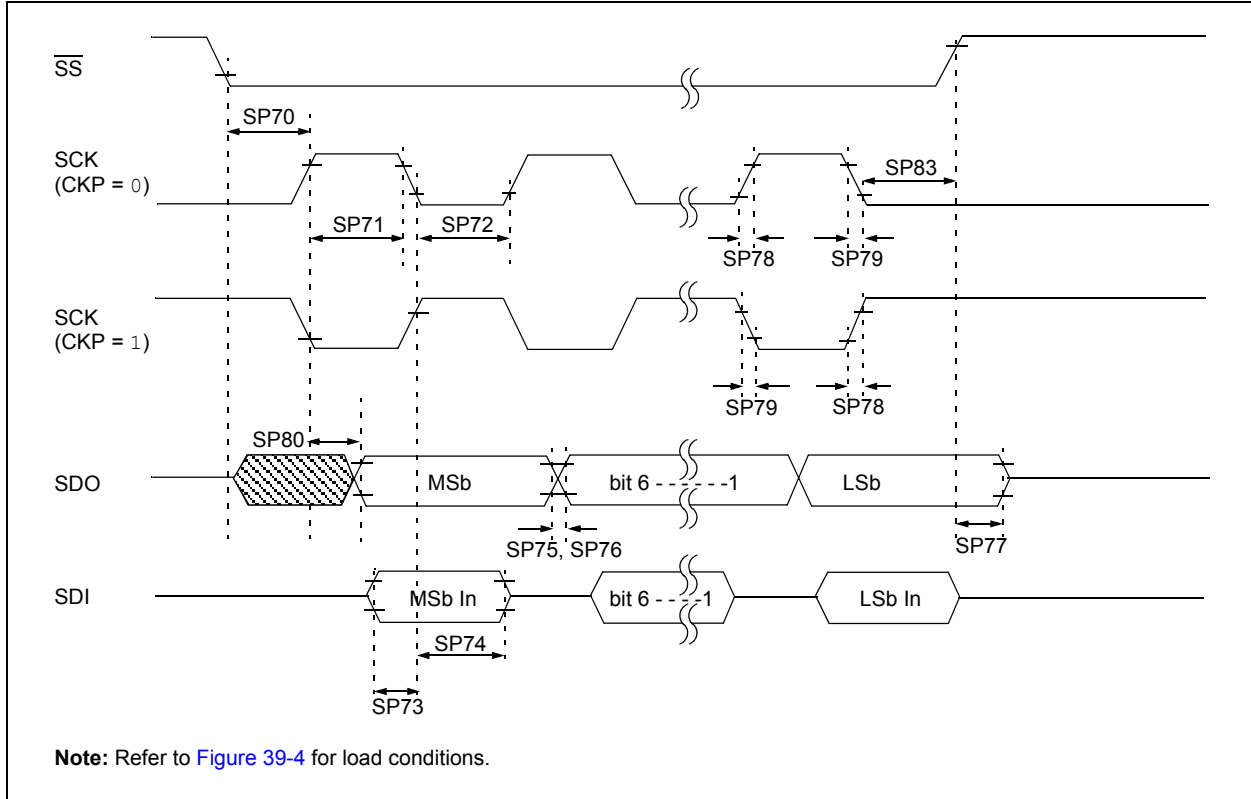 SS
SP70
SCK
(CKP = 0)
SP83
SP71
SP72
SP78
SP79
SCK
(CKP = 1)
SP79
SP78
SP80
SDO
MSb
bit 6 - - - - - -1
LSb
SP75, SP76
SP77
SDI
MSb In
bit 6 - - - -1
LSb In
SP74
SP73
Note: Refer to Figure 39-4 for load conditions.